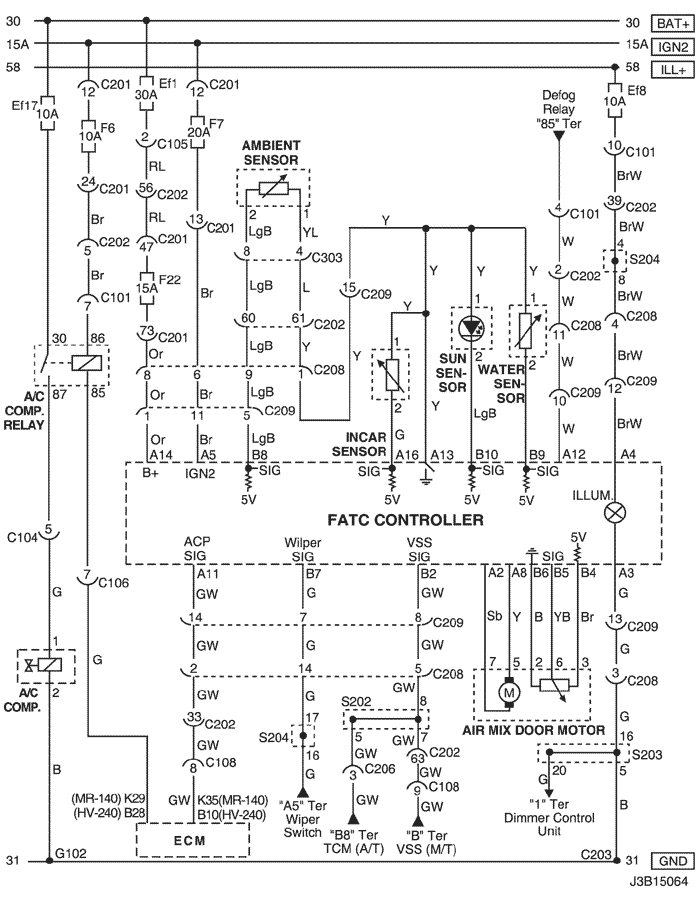 30 30 BAT+
15A 15A IGN2
58 58 ILL+
Ef17 10A
12 C201
F6 10A
24 C201
Br
5 C202
Br
7 C101
Ef1 30A
2 C105
RL
56 C202
RL
47 C201
F22 15A
73 C201
Or
12 C201
F7 20A
13 C201
Br
AMBIENT SENSOR
2 1
LgB YL
8 4 C303
LgB L
60 61 C202
LgB Y
8 6 9 1 C208
Or Br LgB
1 11 5 C209
Or Br LgB
A14 A5 B8
Y
15 C209
Y
Y
Y
Y
Y
1
2
G
INCAR SENSOR
A16 A13
1
2
SUN SEN- SOR
LgB
B10
1
2
WATER SEN- SOR
B9
Defog Relay "85" Ter
4 C101
W
2 C202
W
11 C208
W
10 C209
W
A12
Ef8 10A
10 C101
BrW
39 C202
BrW
4
S204
8
BrW
4 C208
BrW
12 C209
BrW
A4
30 86
87 85
A/C COMP. RELAY
B+ IGN2 SIG SIG SIG SIG
5V 5V 5V 5V
FATC CONTROLLER
ILLUM.
ACP SIG
Wilper SIG
VSS SIG
SIG
5V
A11 B7 B2 A2 A8 B6 B5 B4 A3
GW G GW Sb Y B YB Br G
14 7 8 C209
GW G GW
2 14 5 C208
GW G GW
13 C209
G
3 C208
G
7 5 2 6 3
M
AIR MIX DOOR MOTOR
5 C104
G
1
A/C COMP.
2
B
7 C106
G
33 C202
GW
8 C108
GW
17
S204
16
G
"A5" Ter Wiper Switch
S202
8
5 7
GW GW
C206
3
GW
"B8" Ter TCM (A/T)
C202
63
GW
C108
9
GW
"B" Ter VSS (M/T)
16
S203
20 5
G B
"1" Ter Dimmer Control Unit
(MR-140) K29
(HV-240) B28
K35(MR-140)
B10(HV-240)
ECM
31 G102 C203 31 GND
J3B15064